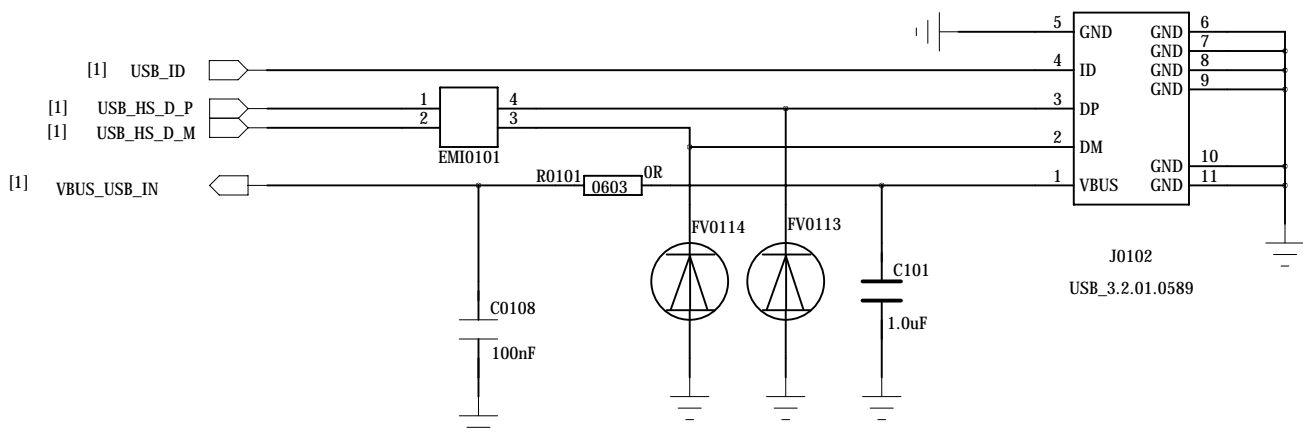 5 GND GND 6
GND 7
[1] USB_ID 4 ID GND 8
GND 9
[1] USB_HS_D_P 1 4 3 DP
[1] USB_HS_D_M 2 3
EMI0101 2 DM
GND 10
[1] VBUS_USB_IN R0101 0603 0R 1 VBUS GND 11
FV0114 FV0113
J0102
C101
USB_3.2.01.0589
C0108
1.0uF
100nF